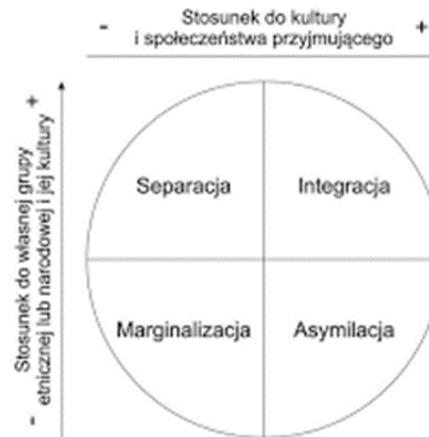 Stosunek do kultury
- i społeczeństwa przyjmującego +
Stosunek do własnej grupy
- etnicznej lub narodowej i jej kultury +
Separacja Integracja
Marginalizacja Asymilacja